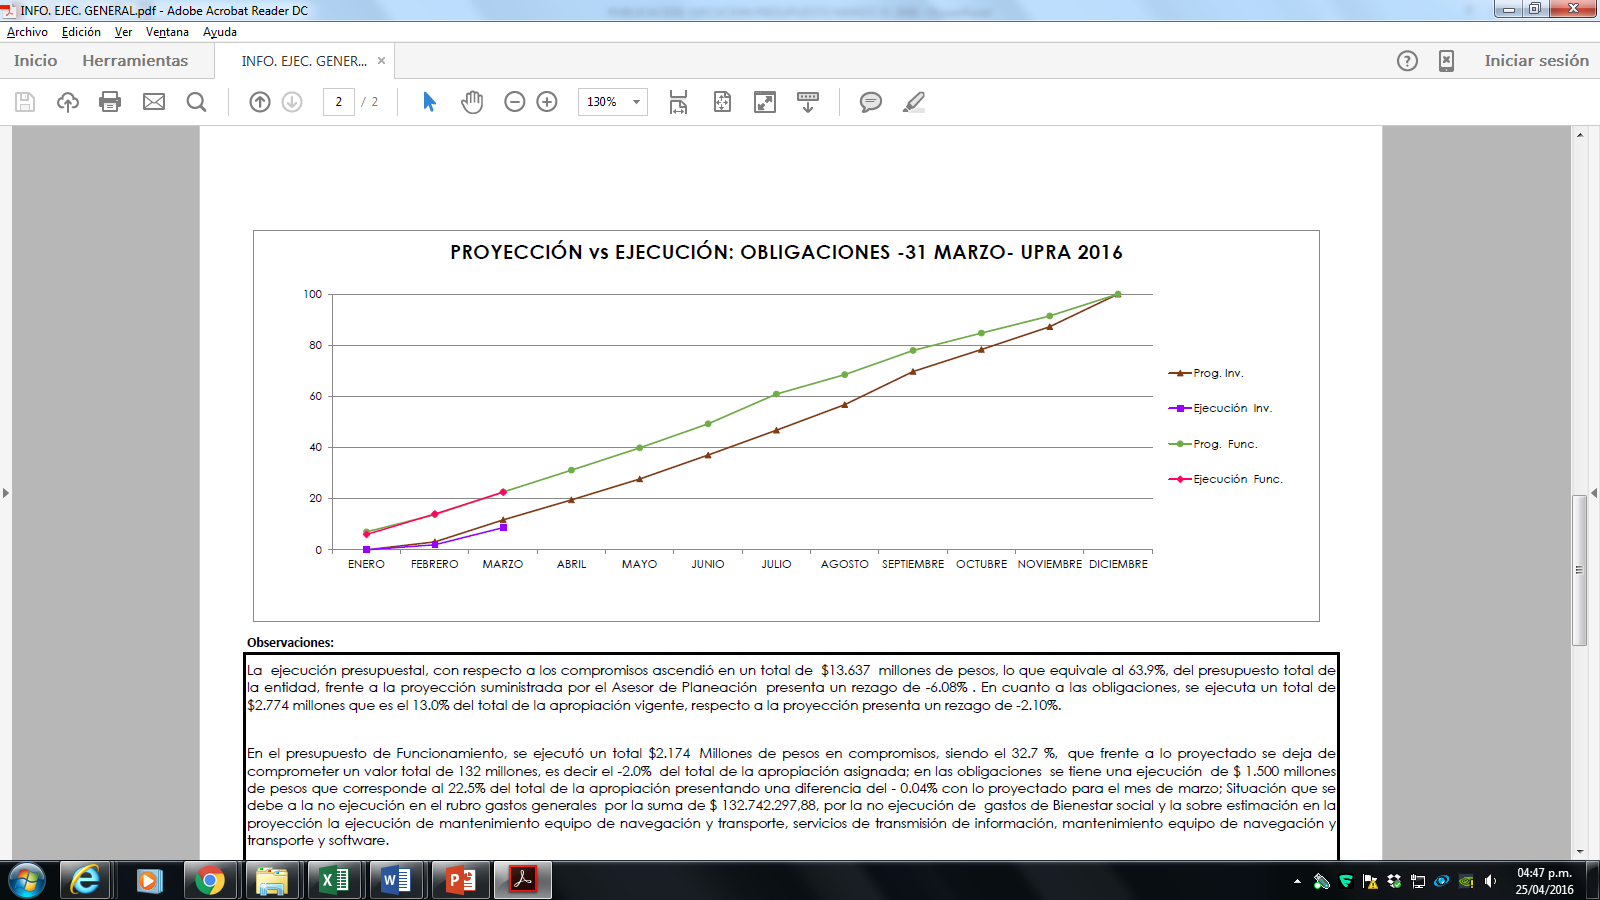 INFO. EJEC. GENERAL.pdf - Adobe Acrobat Reader DC
Archivo Edición Ver Ventana Ayuda
Inicio Herramientas INFO. EJEC. GENER... × Iniciar sesión
2 / 2 130%
PROYECCIÓN vs EJECUCIÓN: OBLIGACIONES -31 MARZO- UPRA 2016
100
80
60
40
20
0
ENERO FEBRERO MARZO ABRIL MAYO JUNIO JULIO AGOSTO SEPTIEMBRE OCTUBRE NOVIEMBRE DICIEMBRE
Prog. Inv.
Ejecución Inv.
Prog. Func.
Ejecución Func.
Observaciones:
La ejecución presupuestal, con respecto a los compromisos ascendió en un total de $13.637 millones de pesos, lo que equivale al 63.9%, del presupuesto total de
la entidad, frente a la proyección suministrada por el Asesor de Planeación presenta un rezago de -6.08% . En cuanto a las obligaciones, se ejecuta un total de
$2.774 millones que es el 13.0% del total de la apropiación vigente, respecto a la proyección presenta un rezago de -2.10%.
En el presupuesto de Funcionamiento, se ejecutó un total $2.174 Millones de pesos en compromisos, siendo el 32.7 %, que frente a lo proyectado se deja de
comprometer un valor total de 132 millones, es decir el -2.0% del total de la apropiación asignada; en las obligaciones se tiene una ejecución de $ 1.500 millones
de pesos que corresponde al 22.5% del total de la apropiación presentando una diferencia del - 0.04% con lo proyectado para el mes de marzo; Situación que se
debe a la no ejecución en el rubro gastos generales por la suma de $ 132.742.297,88, por la no ejecución de gastos de Bienestar social y la sobre estimación en la
proyección la ejecución de mantenimiento equipo de navegación y transporte, servicios de transmisión de información, mantenimiento equipo de navegación y
transporte y software.
04:47 p.m.
25/04/2016